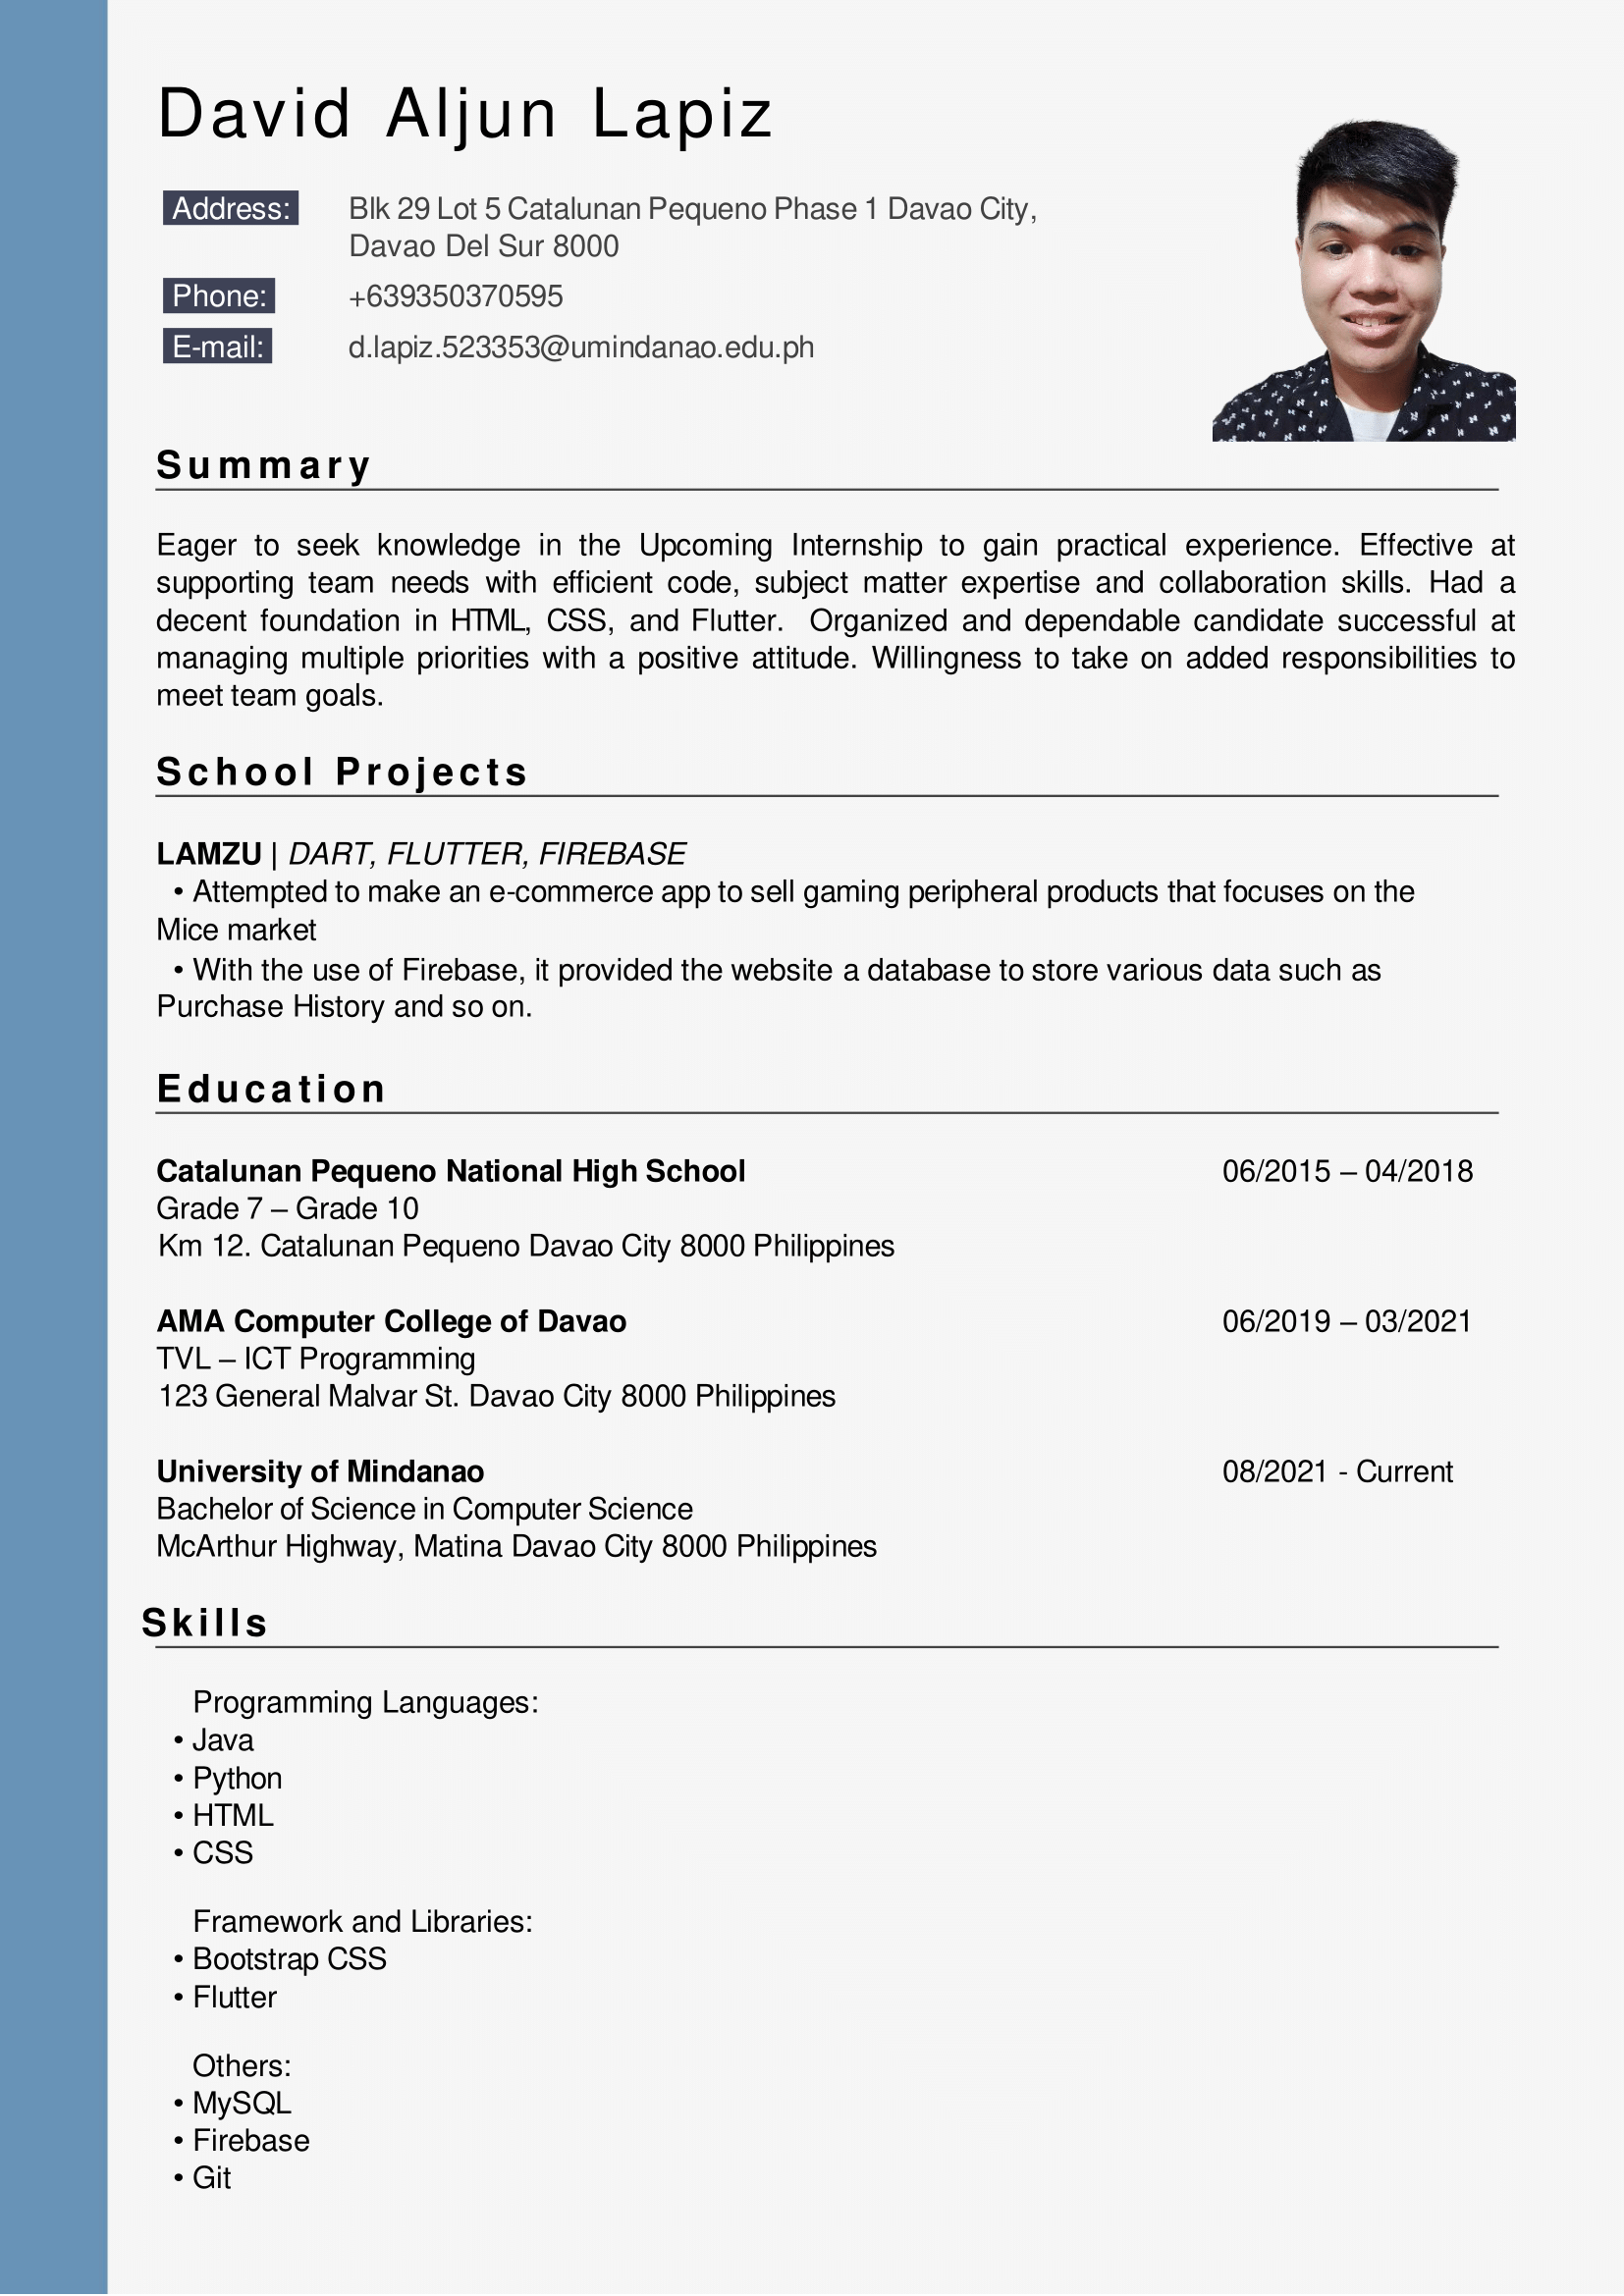 David Aljun Lapiz
Address: Blk 29 Lot 5 Catalunan Pequeno Phase 1 Davao City,
Davao Del Sur 8000
Phone: +639350370595
E-mail: d.lapiz.523353@umindanao.edu.ph
Summary
Eager to seek knowledge in the Upcoming Internship to gain practical experience. Effective at
supporting team needs with efficient code, subject matter expertise and collaboration skills. Had a
decent foundation in HTML, CSS, and Flutter. Organized and dependable candidate successful at
managing multiple priorities with a positive attitude. Willingness to take on added responsibilities to
meet team goals.
School Projects
LAMZU | DART, FLUTTER, FIREBASE
• Attempted to make an e-commerce app to sell gaming peripheral products that focuses on the
Mice market
• With the use of Firebase, it provided the website a database to store various data such as
Purchase History and so on.
Education
Catalunan Pequeno National High School 06/2015 – 04/2018
Grade 7 – Grade 10
Km 12. Catalunan Pequeno Davao City 8000 Philippines
AMA Computer College of Davao 06/2019 – 03/2021
TVL – ICT Programming
123 General Malvar St. Davao City 8000 Philippines
University of Mindanao 08/2021 - Current
Bachelor of Science in Computer Science
McArthur Highway, Matina Davao City 8000 Philippines
Skills
Programming Languages:
• Java
• Python
• HTML
• CSS
Framework and Libraries:
• Bootstrap CSS
• Flutter
Others:
• MySQL
• Firebase
• Git